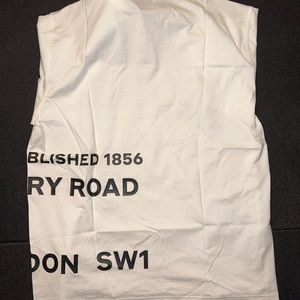 BLISHED 1856
RY ROAD
DON SW1